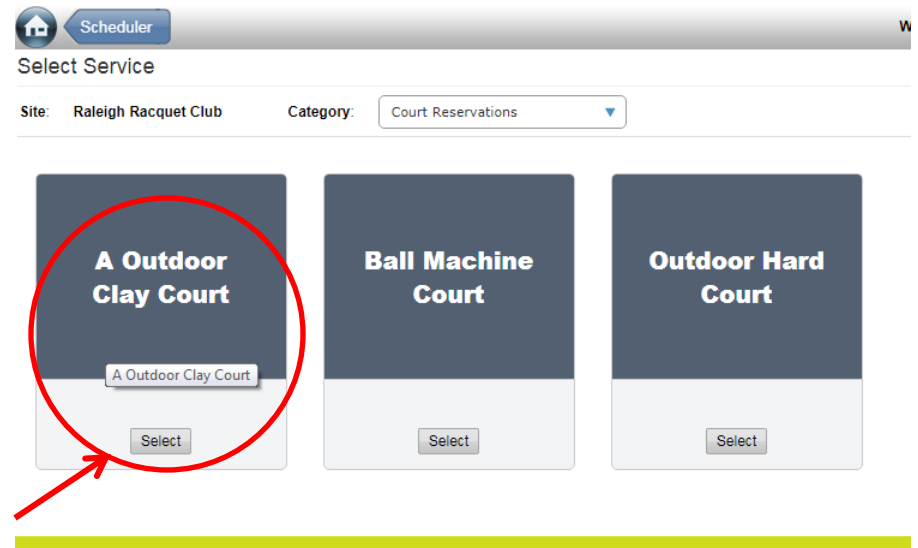 Scheduler
W
Select Service
Site: Raleigh Racquet Club Category: Court Reservations
A Outdoor
Clay Court
A Outdoor Clay Court
Select
Ball Machine
Court
Select
Outdoor Hard
Court
Select